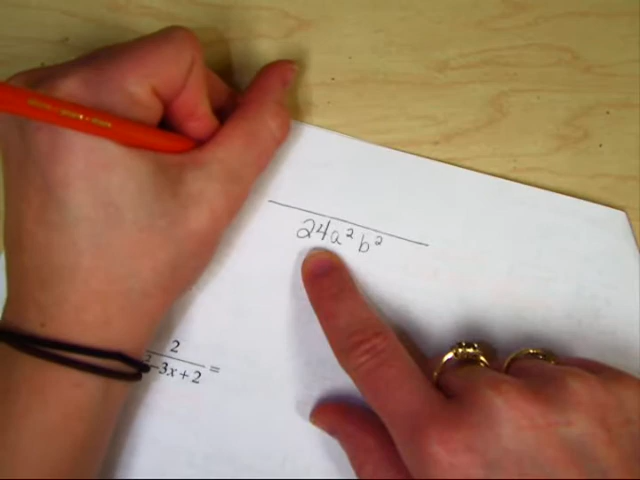 24a²b²
2
3x + 2 =